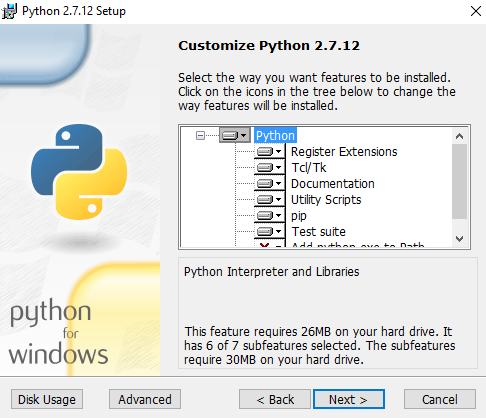 Python 2.7.12 Setup
Customize Python 2.7.12
Select the way you want features to be installed.
Click on the icons in the tree below to change the
way features will be installed.
Python
Register Extensions
Tcl/Tk
Documentation
Utility Scripts
pip
Test suite
Add python.exe to Path
Python Interpreter and Libraries
This feature requires 26MB on your hard drive. It
has 6 of 7 subfeatures selected. The subfeatures
require 30MB on your hard drive.
python
for
windows
Disk Usage
Advanced
< Back
Next >
Cancel